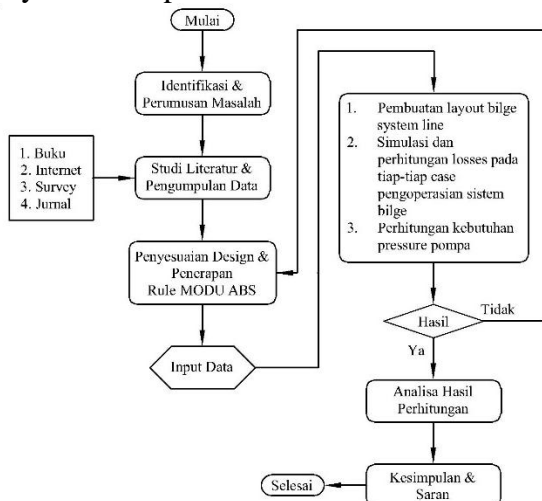 Mulai
Identifikasi &
Perumusan Masalah
1. Buku
2. Internet
3. Survey
4. Jurnal
Studi Literatur &
Pengumpulan Data
Penyesuaian Design &
Penerapan
Rule MODU ABS
Input Data
1. Pembuatan layout bilge
system line
2. Simulasi dan
perhitungan losses pada
tiap-tiap case
pengoperasian sistem
bilge
3. Perhitungan kebutuhan
pressure pompa
Hasil
Tidak
Ya
Analisa Hasil
Perhitungan
Kesimpulan &
Saran
Selesai